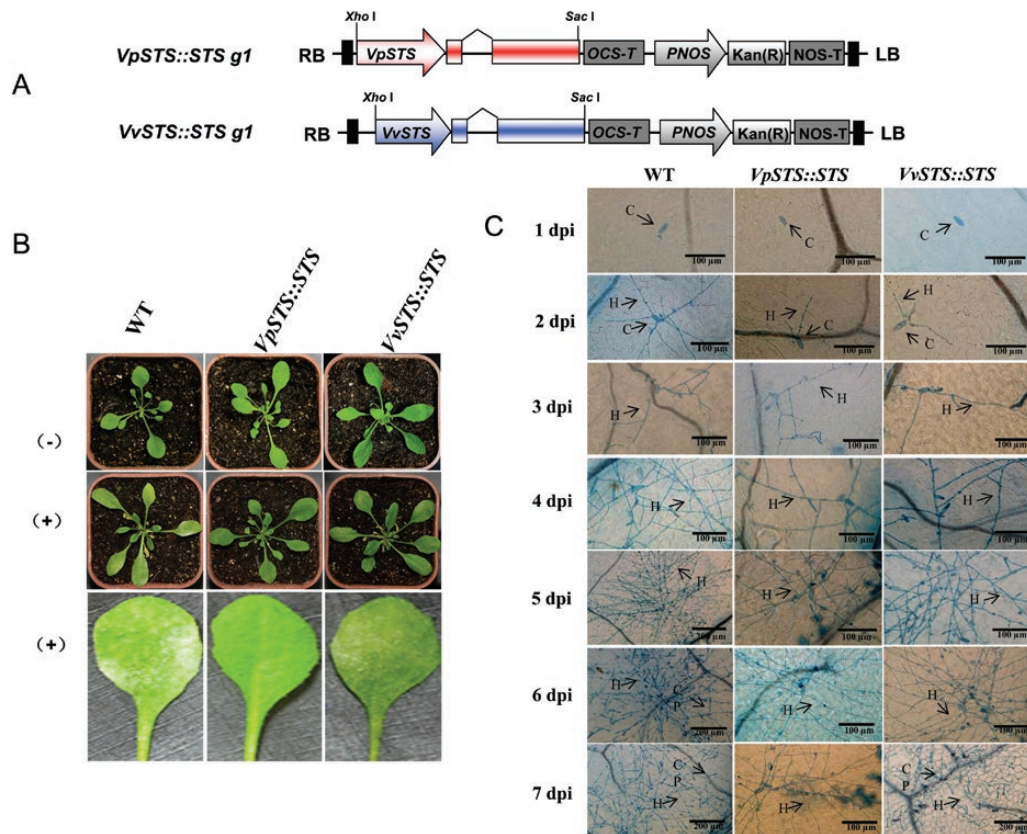 A
Xho I Sac I
VpSTS::STS g1 RB VpSTS OCS-T PNOS Kan(R) NOS-T LB
Xho I Sac I
VvSTS::STS g1 RB VvSTS OCS-T PNOS Kan(R) NOS-T LB
B
WT VpSTS::STS VvSTS::STS
(-)
(+)
(+)
C
WT VpSTS::STS VvSTS::STS
1 dpi C C C
100 µm 100 µm 100 µm
2 dpi H C H C H C
100 µm 100 µm 100 µm
3 dpi H H H
100 µm 100 µm 100 µm
4 dpi H H H
100 µm 100 µm 100 µm
5 dpi H H H
200 µm 100 µm 100 µm
6 dpi H C P H H
200 µm 100 µm 100 µm
7 dpi C P H H C P H
200 µm 100 µm 200 µm